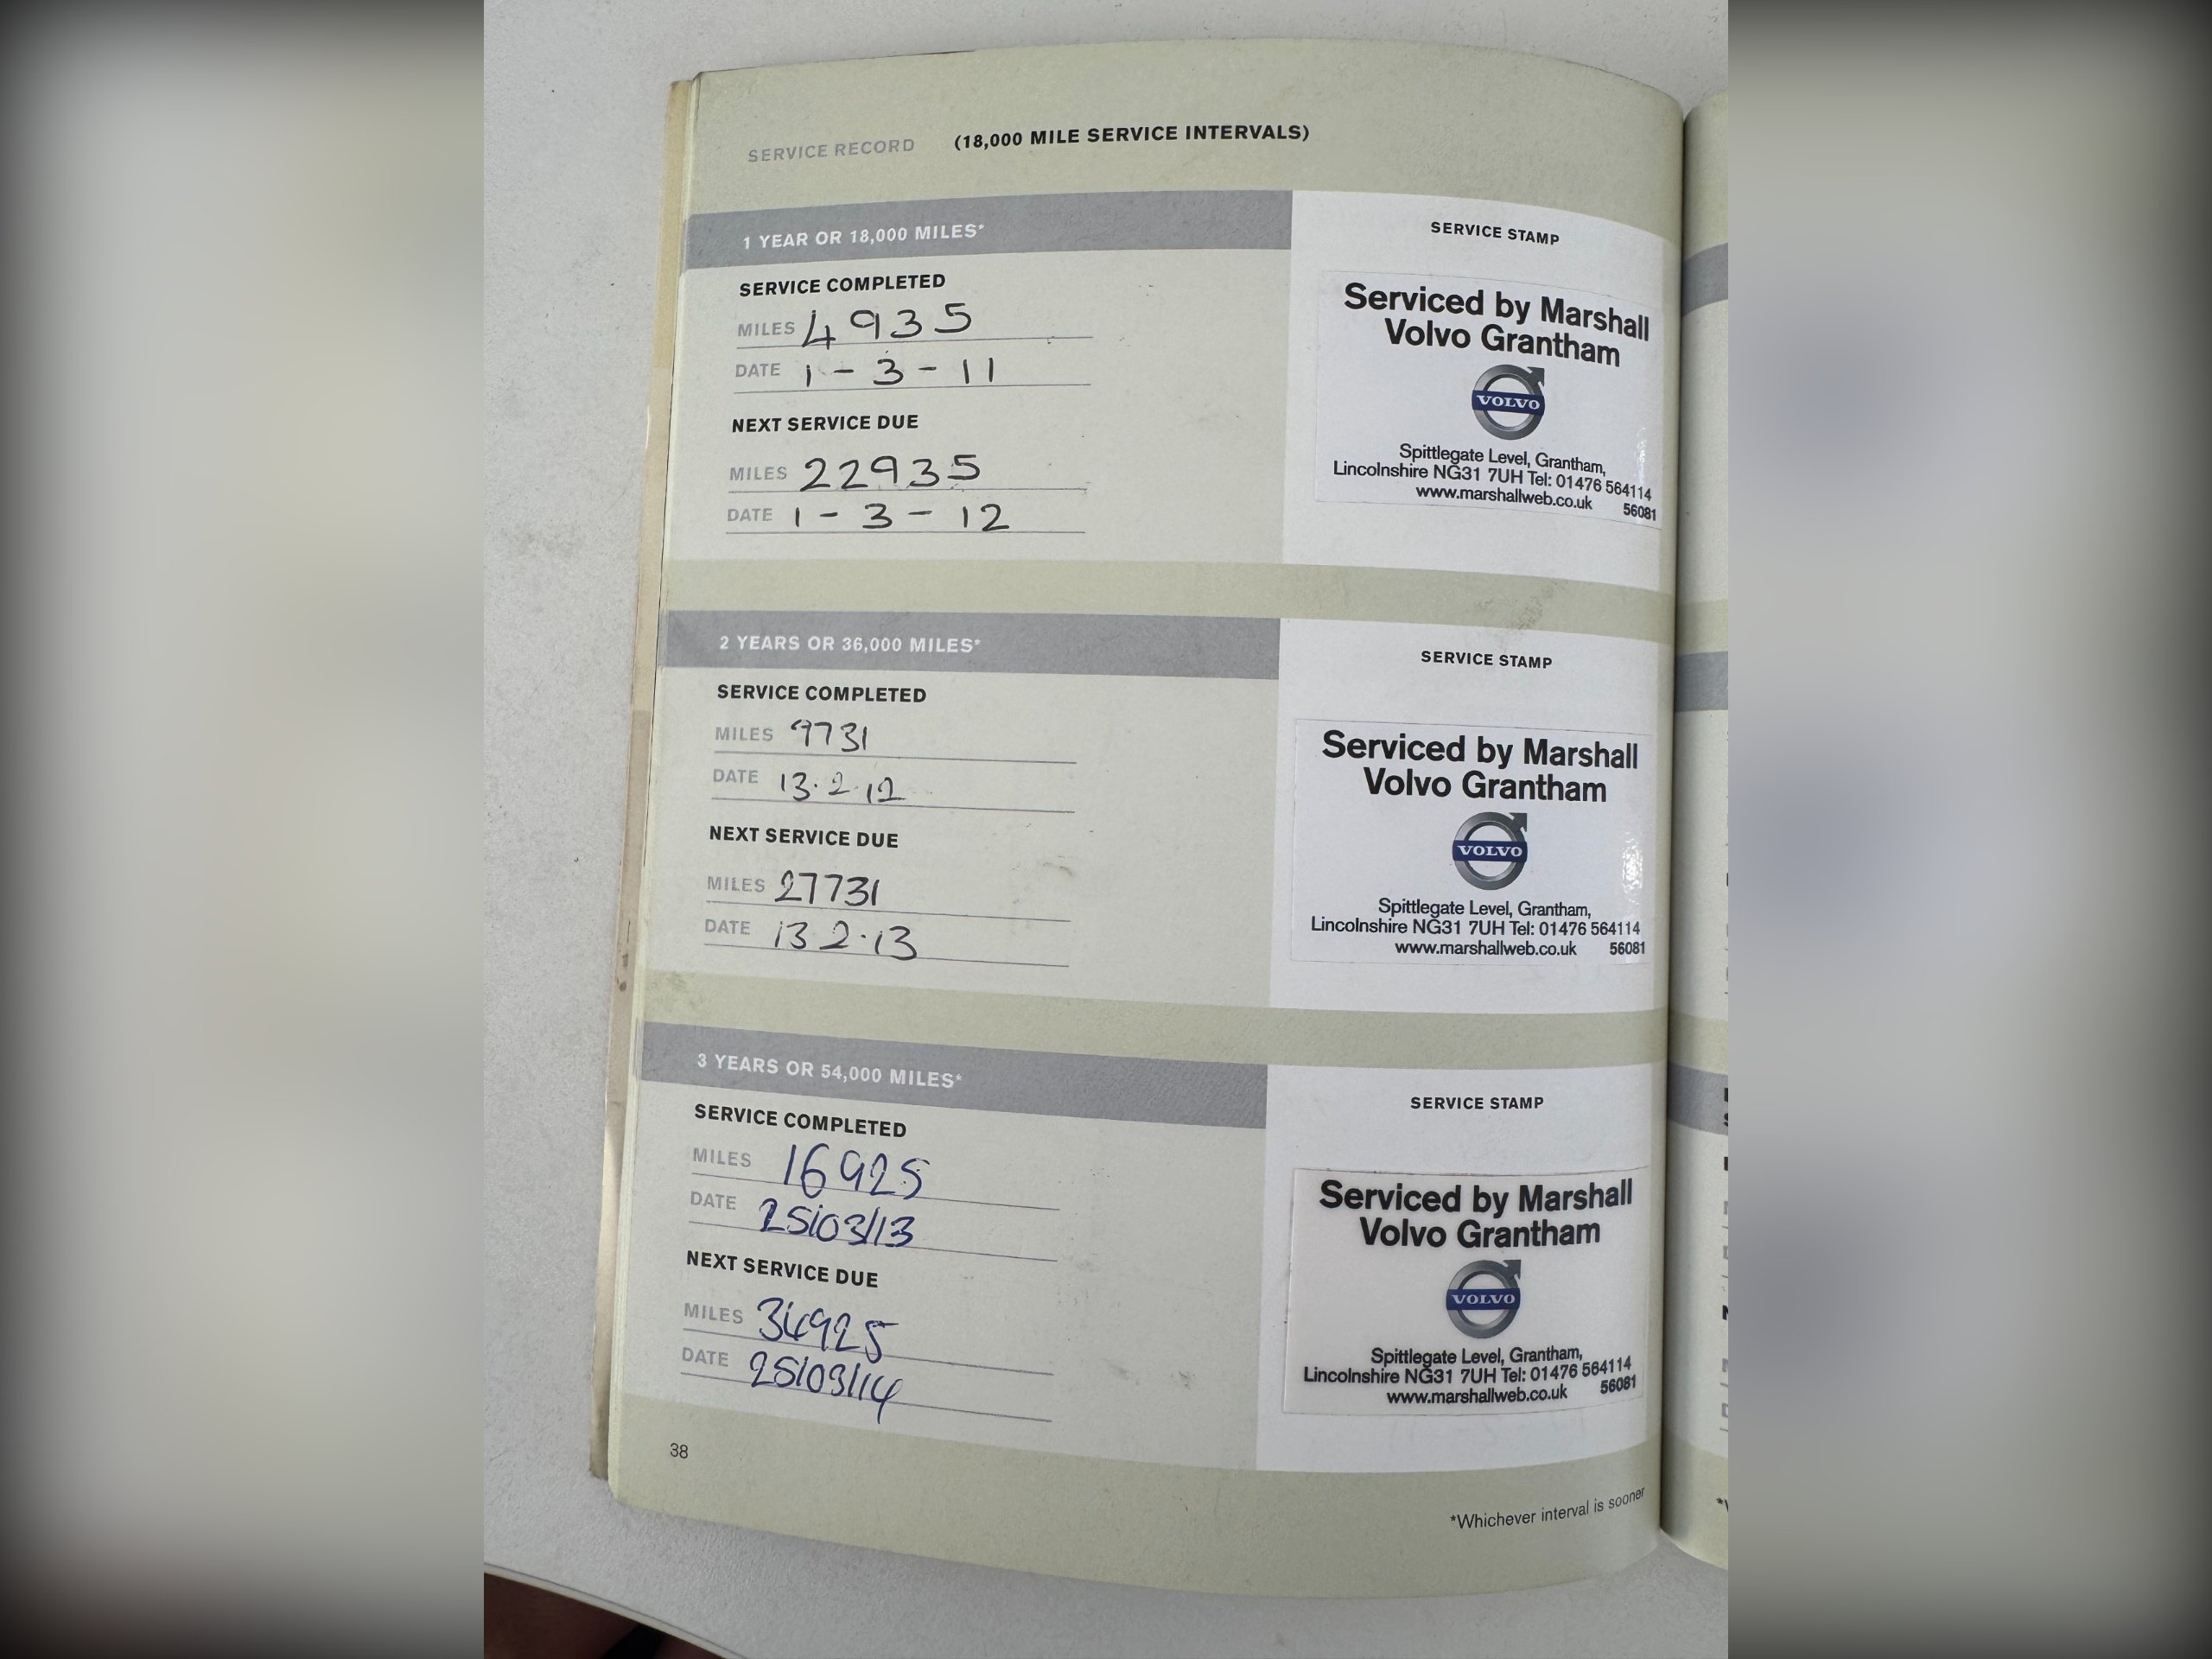 SERVICE RECORD (18,000 MILE SERVICE INTERVALS)
1 YEAR OR 18,000 MILES*
SERVICE COMPLETED
MILES 4935
DATE 1-3-11
NEXT SERVICE DUE
MILES 22935
DATE 1-3-12
SERVICE STAMP
Serviced by Marshall
Volvo Grantham
VOLVO
Spittlegate Level, Grantham,
Lincolnshire NG31 7UH Tel: 01476 564114
www.marshallweb.co.uk 56081
2 YEARS OR 36,000 MILES*
SERVICE COMPLETED
MILES 9731
DATE 13.2.12
NEXT SERVICE DUE
MILES 27731
DATE 13 2.13
SERVICE STAMP
Serviced by Marshall
Volvo Grantham
VOLVO
Spittlegate Level, Grantham,
Lincolnshire NG31 7UH Tel: 01476 564114
www.marshallweb.co.uk 56081
3 YEARS OR 54,000 MILES*
SERVICE COMPLETED
MILES 16925
DATE 25/03/13
NEXT SERVICE DUE
MILES 34925
DATE 25/03/14
SERVICE STAMP
Serviced by Marshall
Volvo Grantham
VOLVO
Spittlegate Level, Grantham,
Lincolnshire NG31 7UH Tel: 01476 564114
www.marshallweb.co.uk 56081
38
*Whichever interval is sooner